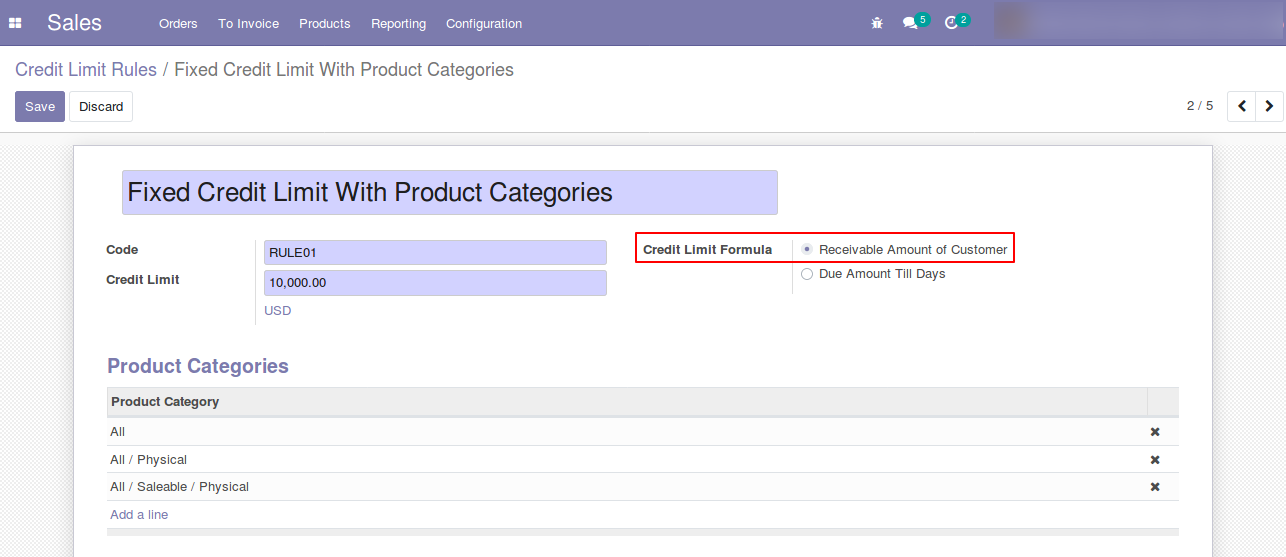 Sales Orders To Invoice Products Reporting Configuration 5 2
Credit Limit Rules / Fixed Credit Limit With Product Categories
Save Discard 2 / 5
Fixed Credit Limit With Product Categories
Code RULE01 Credit Limit Formula Receivable Amount of Customer
Credit Limit 10,000.00 Due Amount Till Days
USD
Product Categories
Product Category
All
All / Physical
All / Saleable / Physical
Add a line